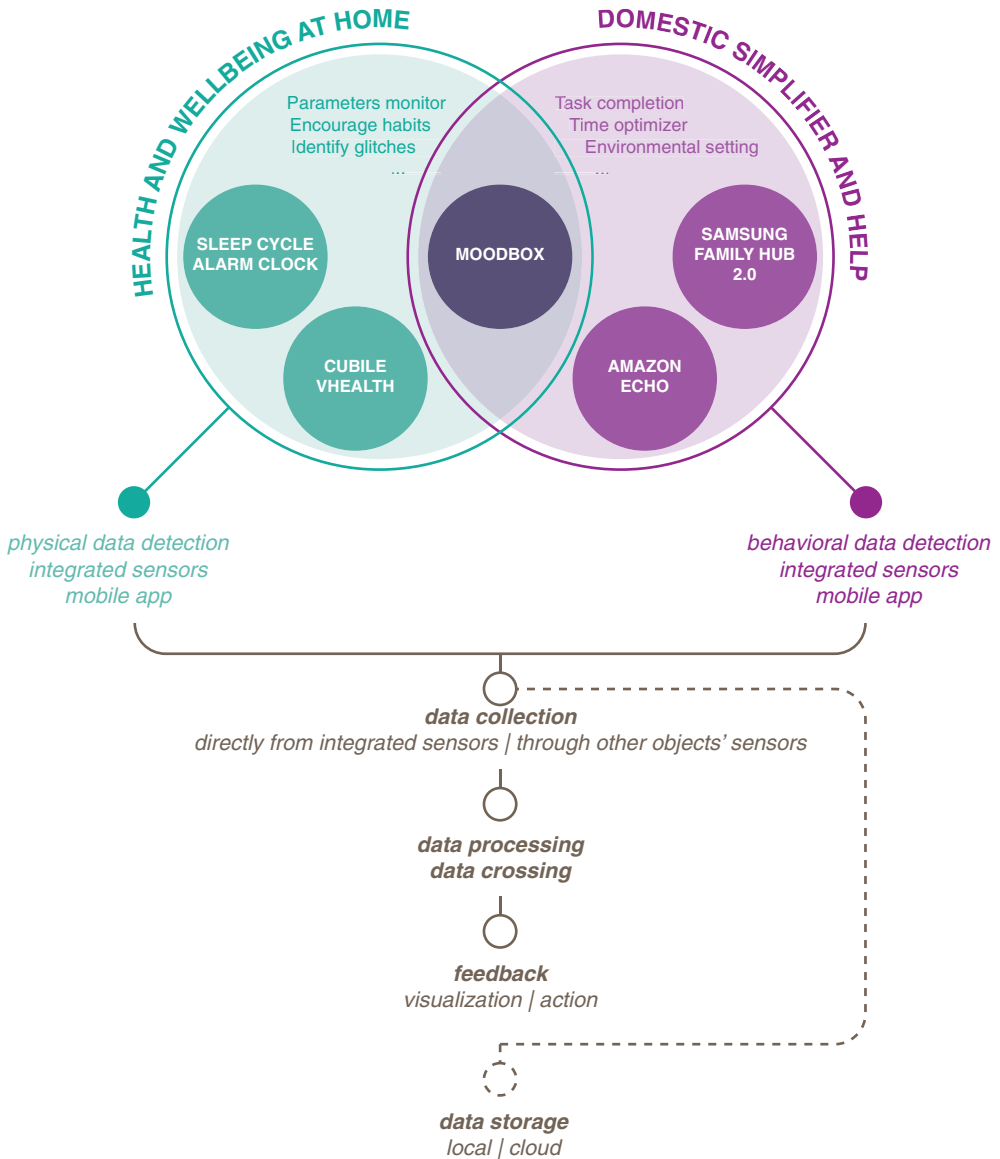 HEALTH AND WELLBEING AT HOME
DOMESTIC SIMPLIFIER AND HELP
Parameters monitor
Encourage habits
Identify glitches
...
Task completion
Time optimizer
Environmental setting
...
SLEEP CYCLE
ALARM CLOCK
CUBILE
VHEALTH
MOODBOX
SAMSUNG
FAMILY HUB
2.0
AMAZON
ECHO
physical data detection
integrated sensors
mobile app
behavioral data detection
integrated sensors
mobile app
data collection
directly from integrated sensors | through other objects’ sensors
data processing
data crossing
feedback
visualization | action
data storage
local | cloud